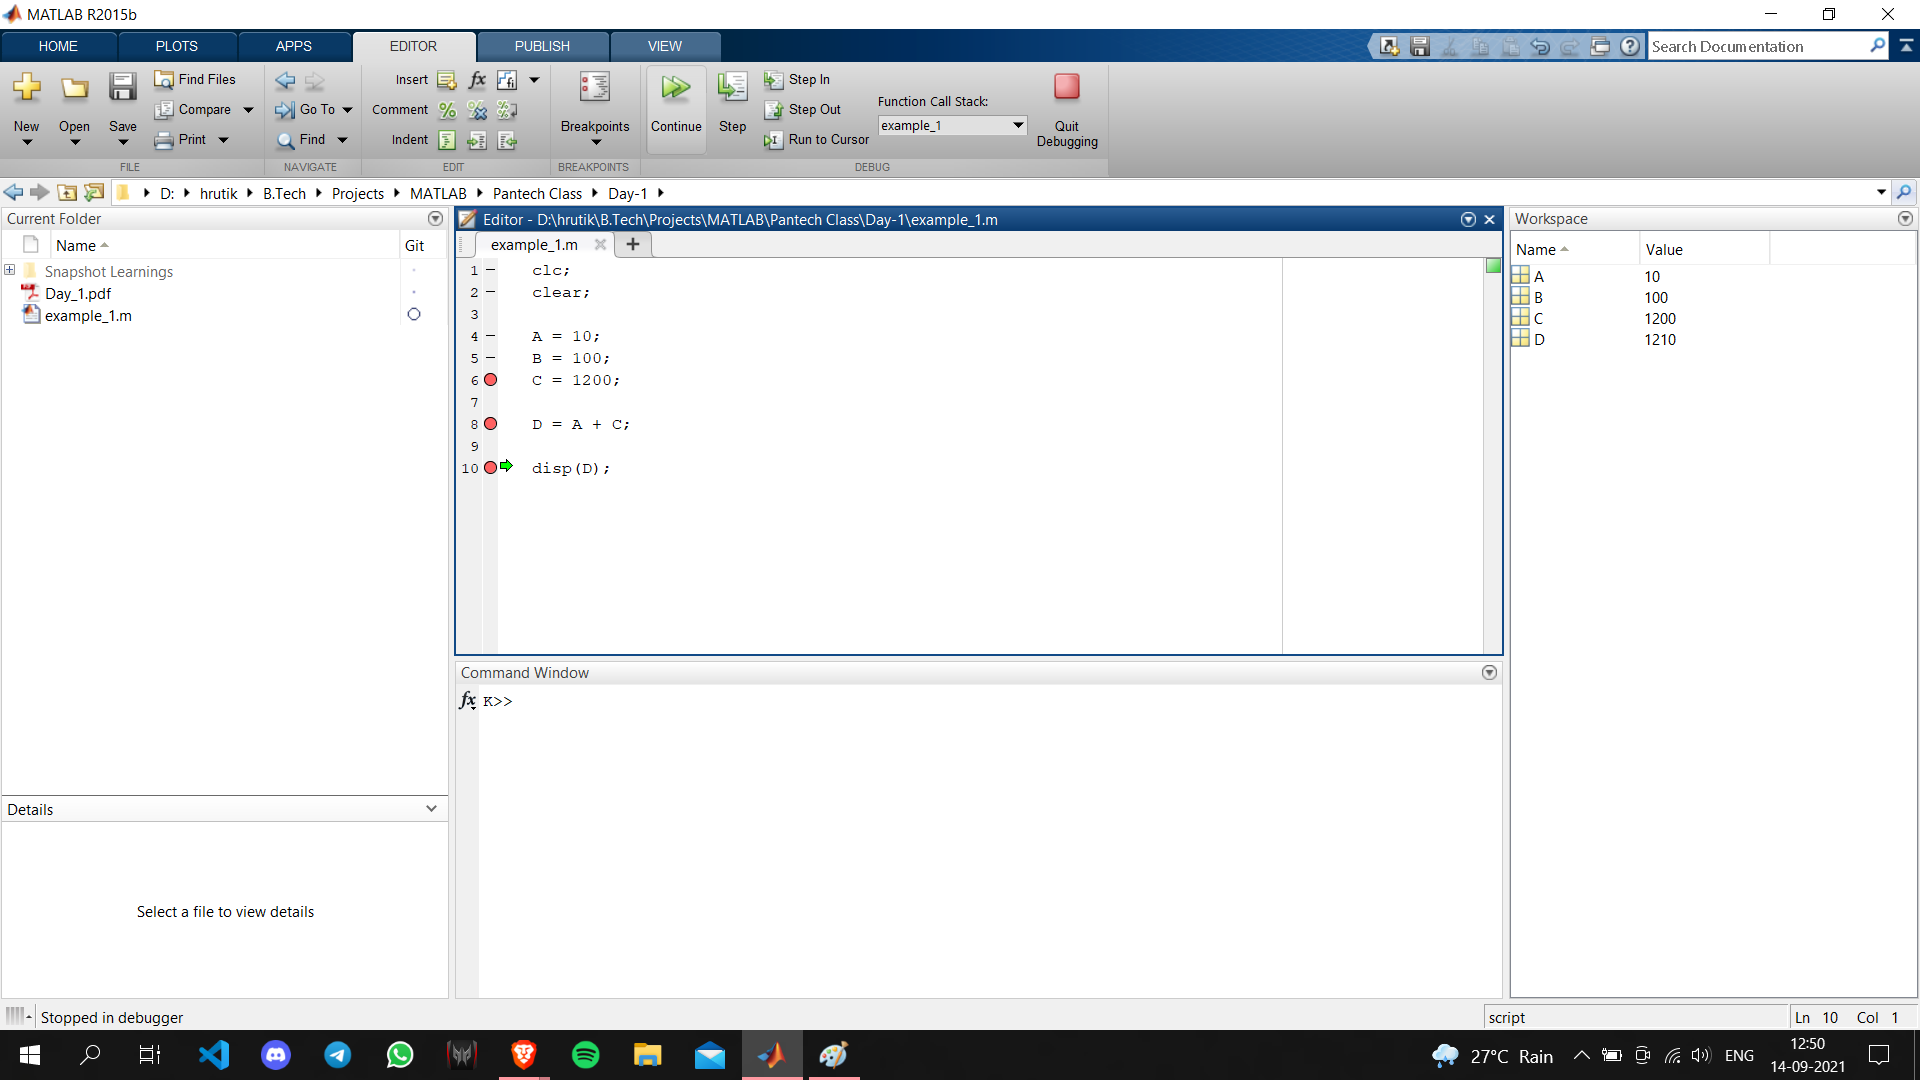 MATLAB R2015b
HOME PLOTS APPS EDITOR PUBLISH VIEW
Search Documentation
New Open Save Find Files Compare Print
FILE
Go To Find
NAVIGATE
Insert fx fi
Comment % %
Indent
EDIT
Breakpoints
BREAKPOINTS
Continue Step Step In Step Out Run to Cursor
Function Call Stack:
example_1
Quit Debugging
DEBUG
D: hrutik B.Tech Projects MATLAB Pantech Class Day-1
Current Folder
Name Git
Snapshot Learnings
Day_1.pdf
example_1.m
Details
Select a file to view details
Editor - D:\hrutik\B.Tech\Projects\MATLAB\Pantech Class\Day-1\example_1.m
example_1.m
1 clc;
2 clear;
3
4 A = 10;
5 B = 100;
6 C = 1200;
7
8 D = A + C;
9
10 disp(D);
Command Window
fx K>>
Workspace
Name Value
A 10
B 100
C 1200
D 1210
Stopped in debugger
script Ln 10 Col 1
27°C Rain ENG
12:50
14-09-2021